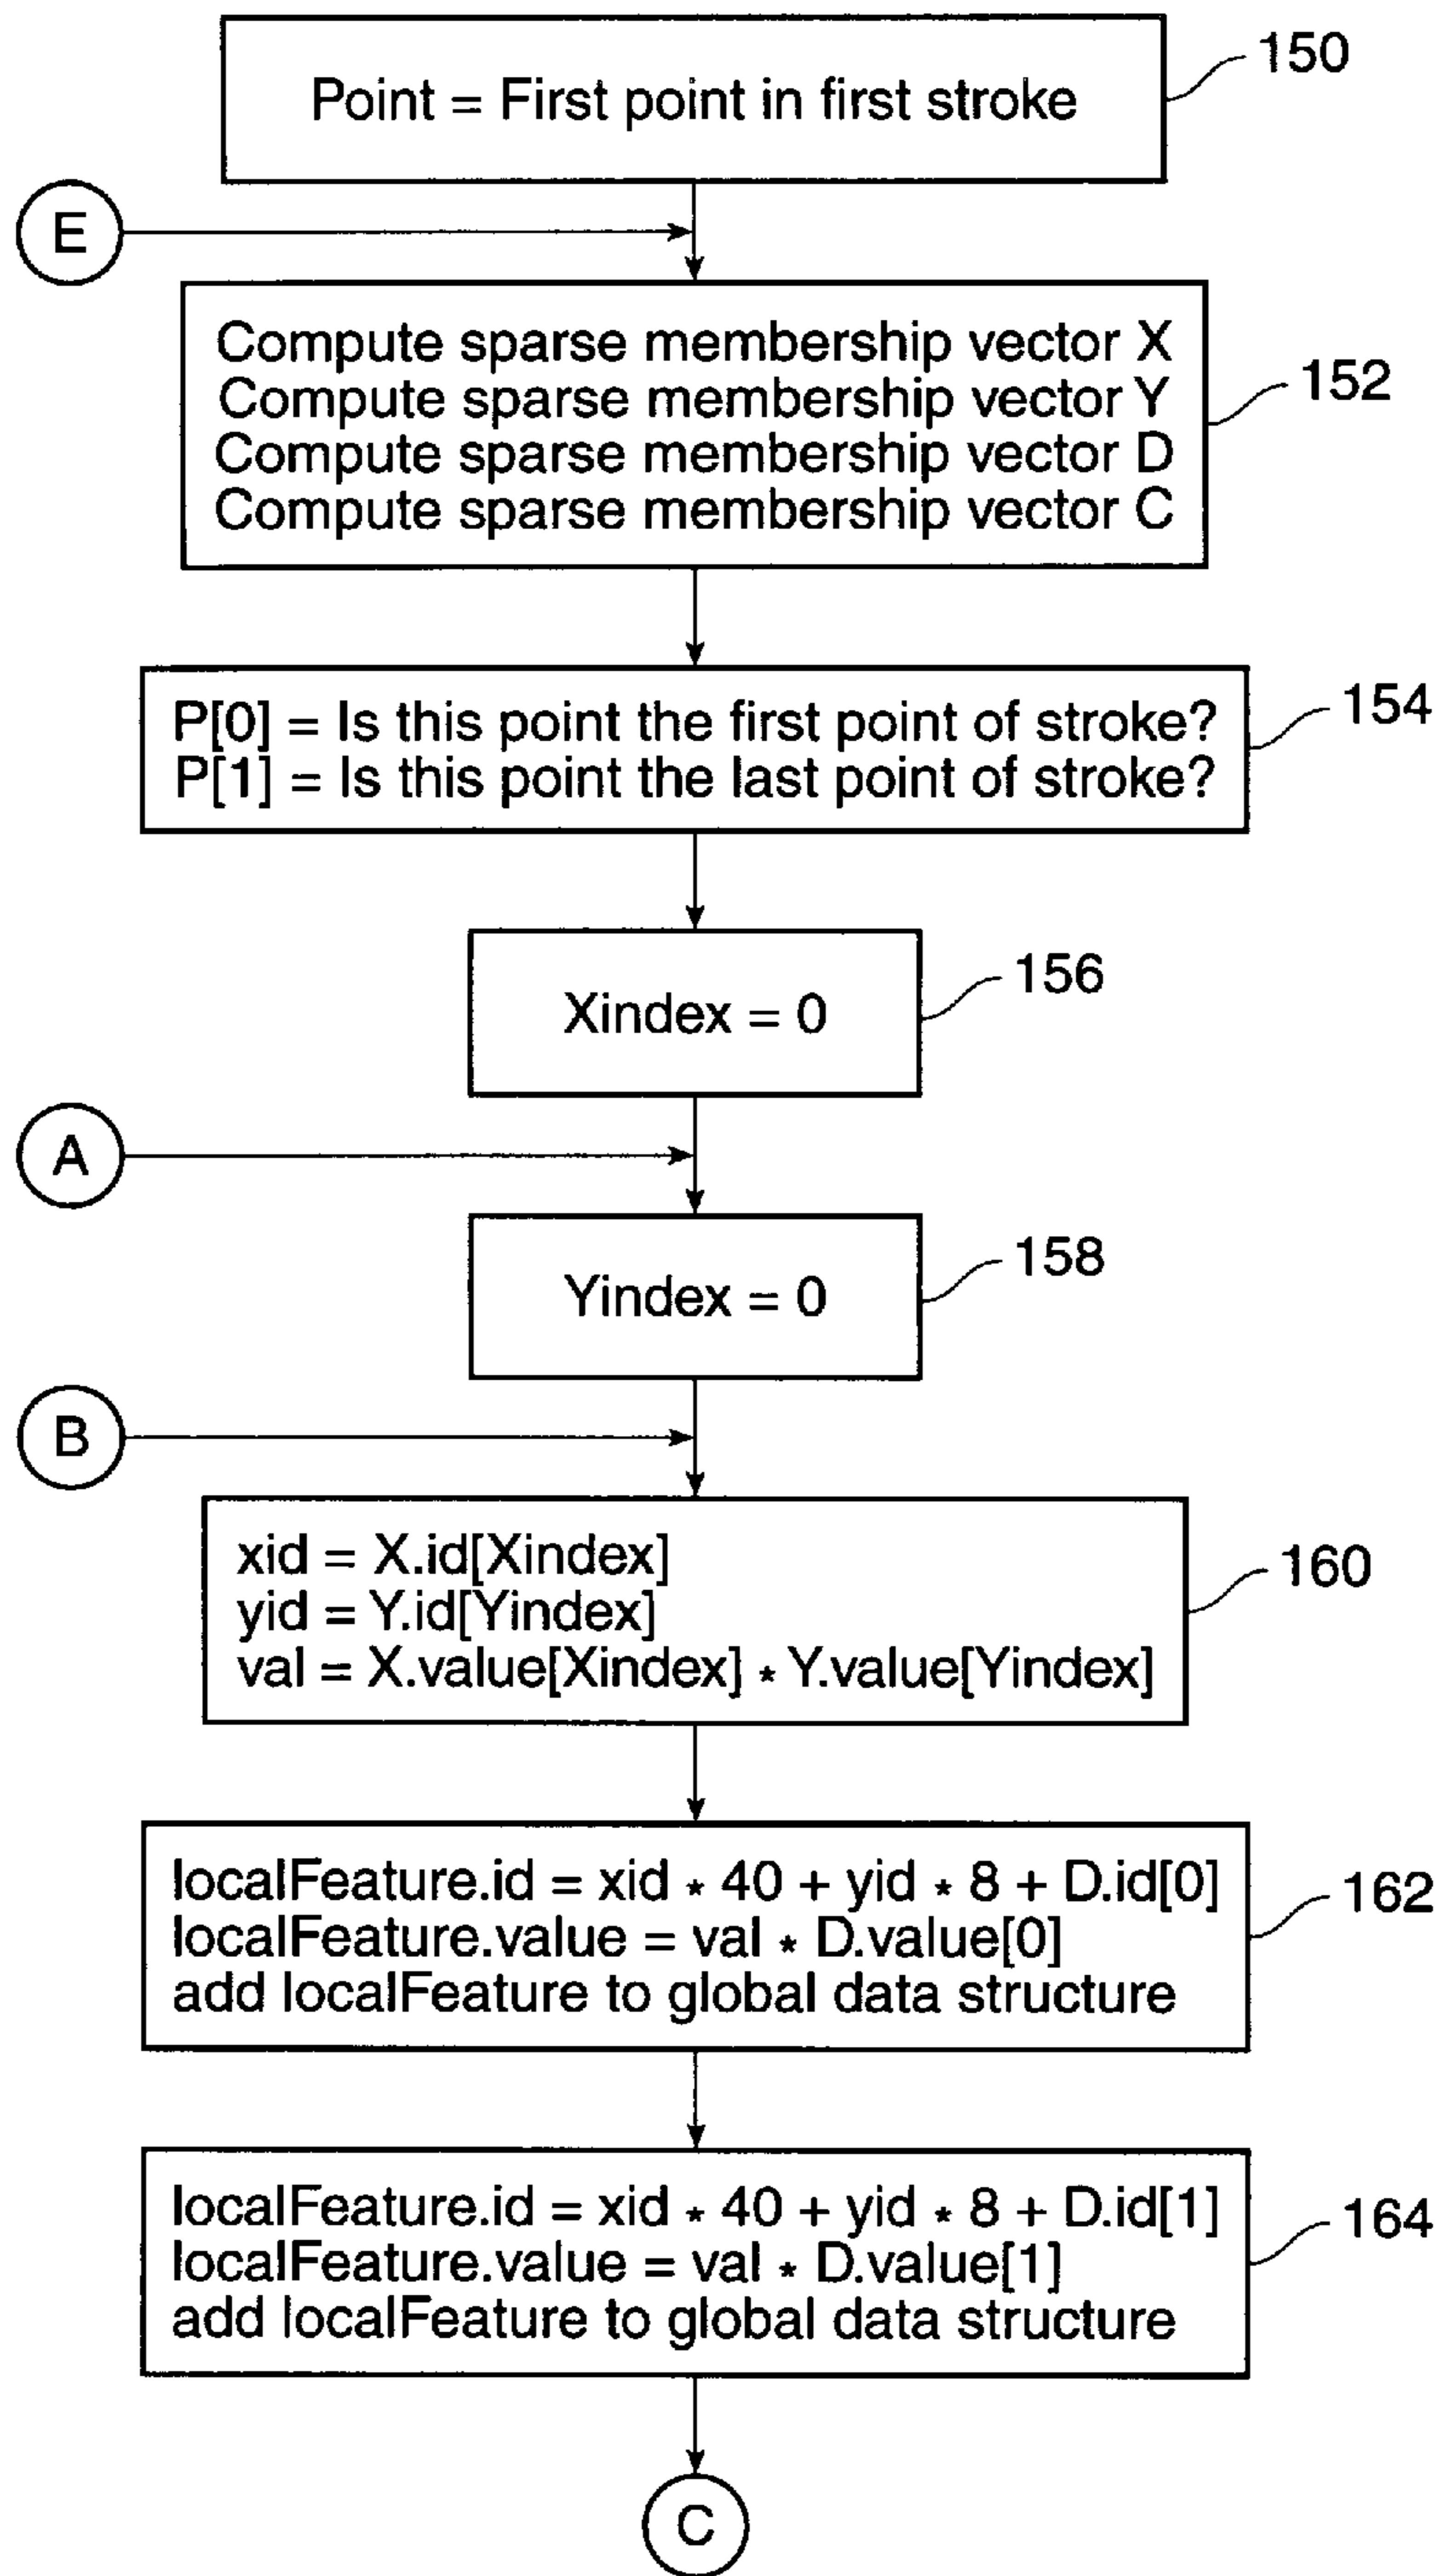 Point = First point in first stroke
150
E
Compute sparse membership vector X
Compute sparse membership vector Y
Compute sparse membership vector D
Compute sparse membership vector C
152
P[0] = Is this point the first point of stroke?
P[1] = Is this point the last point of stroke?
154
Xindex = 0
156
A
Yindex = 0
158
B
xid = X.id[Xindex]
yid = Y.id[Yindex]
val = X.value[Xindex] * Y.value[Yindex]
160
localFeature.id = xid * 40 + yid * 8 + D.id[0]
localFeature.value = val * D.value[0]
add localFeature to global data structure
162
localFeature.id = xid * 40 + yid * 8 + D.id[1]
localFeature.value = val * D.value[1]
add localFeature to global data structure
164
C